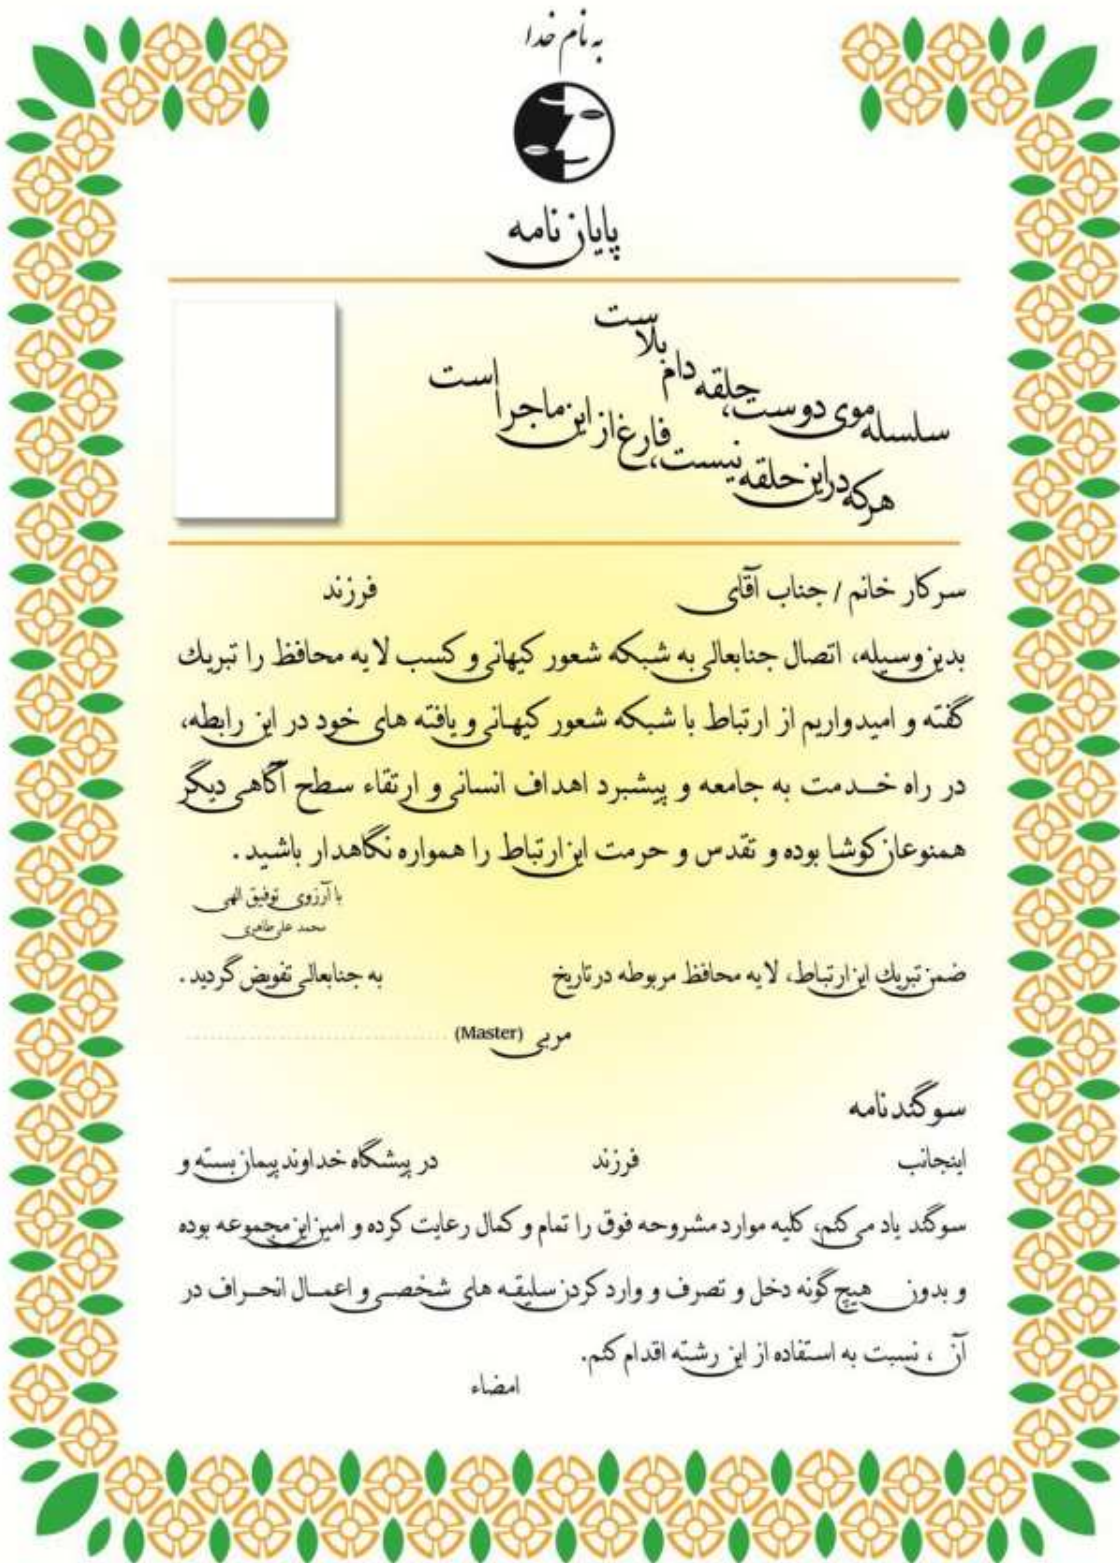 به نام خدا
پایان نامه
سلسله موی دوست، حلقه دام بلاست
هرکه در این حلقه نیست، فارغ از این ماجرا است
سرکار خانم / جناب آقای فرزند
بدین وسیله، اتصال جنابعالی به شبکه شعور کیهانی و کسب لایه محافظ را تبریك
گفته و امیدواریم از ارتباط با شبکه شعور کیهانی و یافته های خود در این رابطه،
در راه خدمت به جامعه و پیشبرد اهداف انسانی و ارتقاء سطح آگاهی دیگر
همنوعان کوشا بوده و تقدس و حرمت این ارتباط را همواره نگاهدار باشید .
با آرزوی توفیق الهی
محمد علی طاهری
ضمن تبریك این ارتباط، لایه محافظ مربوطه در تاریخ به جنابعالی تفویض گردید .
مربی (Master)
سوگندنامه
اینجانب فرزند در پیشگاه خداوند پیمان بسته و
سوگند یاد می کنم، کلیه موارد مشروحه فوق را تمام و کمال رعایت کرده و امین این مجموعه بوده
و بدون هیچ گونه دخل و تصرف و وارد کردن سلیقه های شخصی و اعمال انحراف در
آن ، نسبت به استفاده از این رشته اقدام کنم.
امضاء